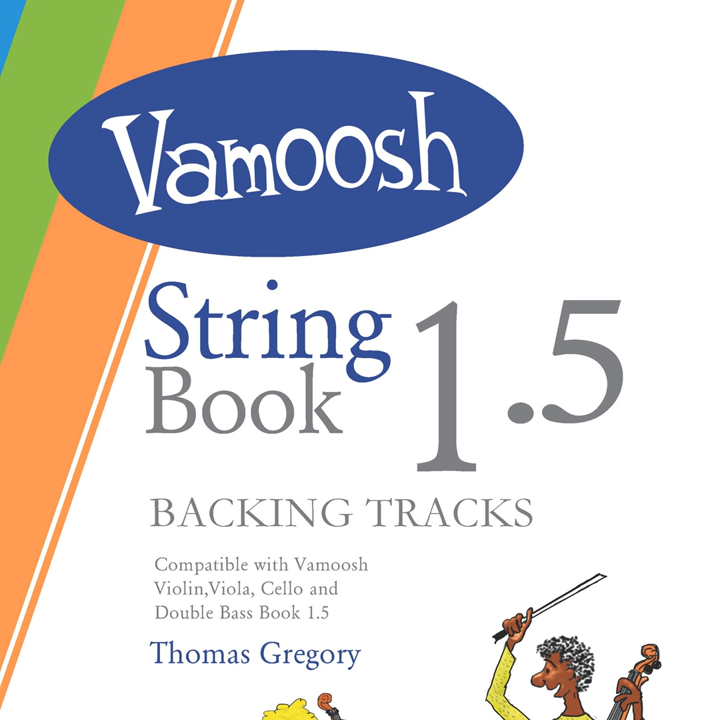 Vamoosh
String
Book
1.5
BACKING TRACKS
Compatible with Vamoosh
Violin,Viola, Cello and
Double Bass Book 1.5
Thomas Gregory